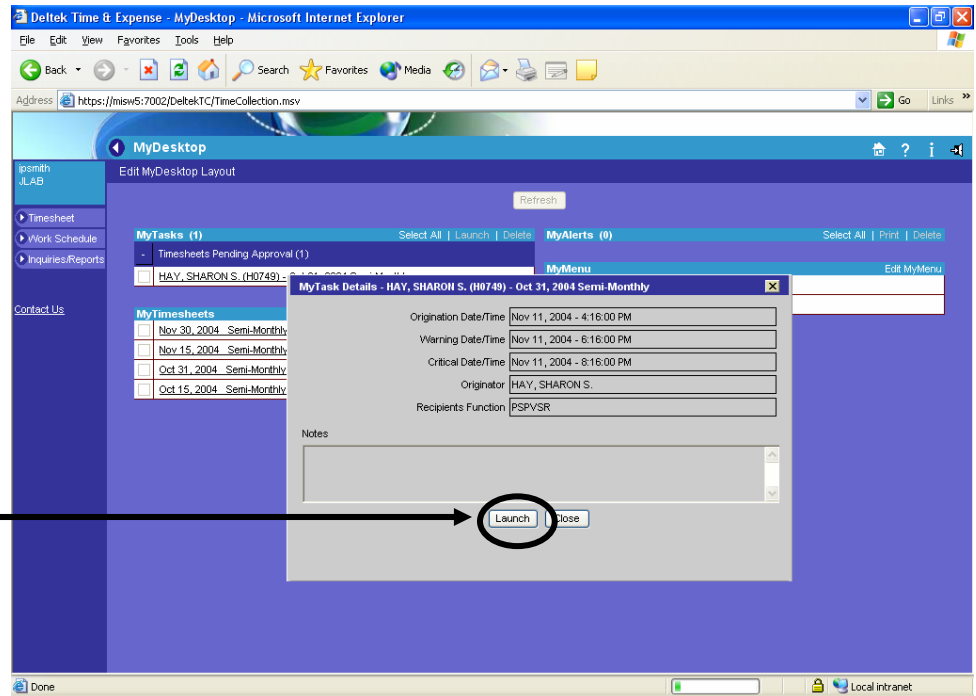 Deltek Time & Expense - MyDesktop - Microsoft Internet Explorer
File Edit View Favorites Tools Help
Back Search Favorites Media
Address https://misw5:7002/DeltekTC/TimeCollection.msv Go Links »
MyDesktop ? i
ipsmith
JLAB
Edit MyDesktop Layout
Refresh
Timesheet
Work Schedule
Inquiries/Reports
Contact Us
MyTasks (1) Select All | Launch | Delete
- Timesheets Pending Approval (1)
HAY, SHARON S. (H0749) -
MyAlerts (0) Select All | Print | Delete
MyMenu Edit MyMenu
MyTimesheets
Nov 30, 2004 Semi-Monthly
Nov 15, 2004 Semi-Monthly
Oct 31, 2004 Semi-Monthly
Oct 15, 2004 Semi-Monthly
MyTask Details - HAY, SHARON S. (H0749) - Oct 31, 2004 Semi-Monthly
Origination Date/Time Nov 11, 2004 - 4:16:00 PM
Warning Date/Time Nov 11, 2004 - 6:16:00 PM
Critical Date/Time Nov 11, 2004 - 8:16:00 PM
Originator HAY, SHARON S.
Recipients Function PSPVSR
Notes
Launch Close
Done Local intranet